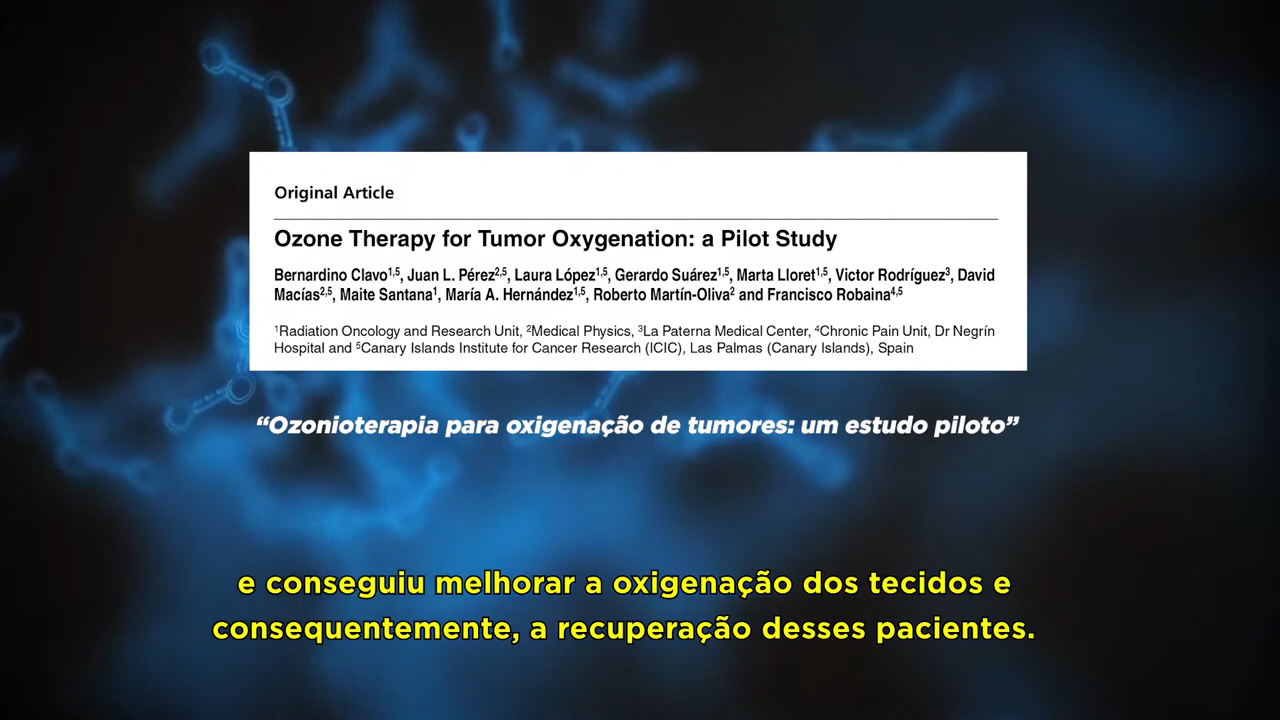 Original Article
Ozone Therapy for Tumor Oxygenation: a Pilot Study
Bernardino Clavo1,5, Juan L. Pérez2,5, Laura López1,5, Gerardo Suárez1,5, Marta Lloret1,5, Victor Rodríguez3, David
Macías2,5, Maite Santana1, María A. Hernández1,5, Roberto Martín-Oliva2 and Francisco Robaina4,5
1Radiation Oncology and Research Unit, 2Medical Physics, 3La Paterna Medical Center, 4Chronic Pain Unit, Dr Negrín
Hospital and 5Canary Islands Institute for Cancer Research (ICIC), Las Palmas (Canary Islands), Spain
“Ozonioterapia para oxigenação de tumores: um estudo piloto”
e conseguiu melhorar a oxigenação dos tecidos e
consequentemente, a recuperação desses pacientes.